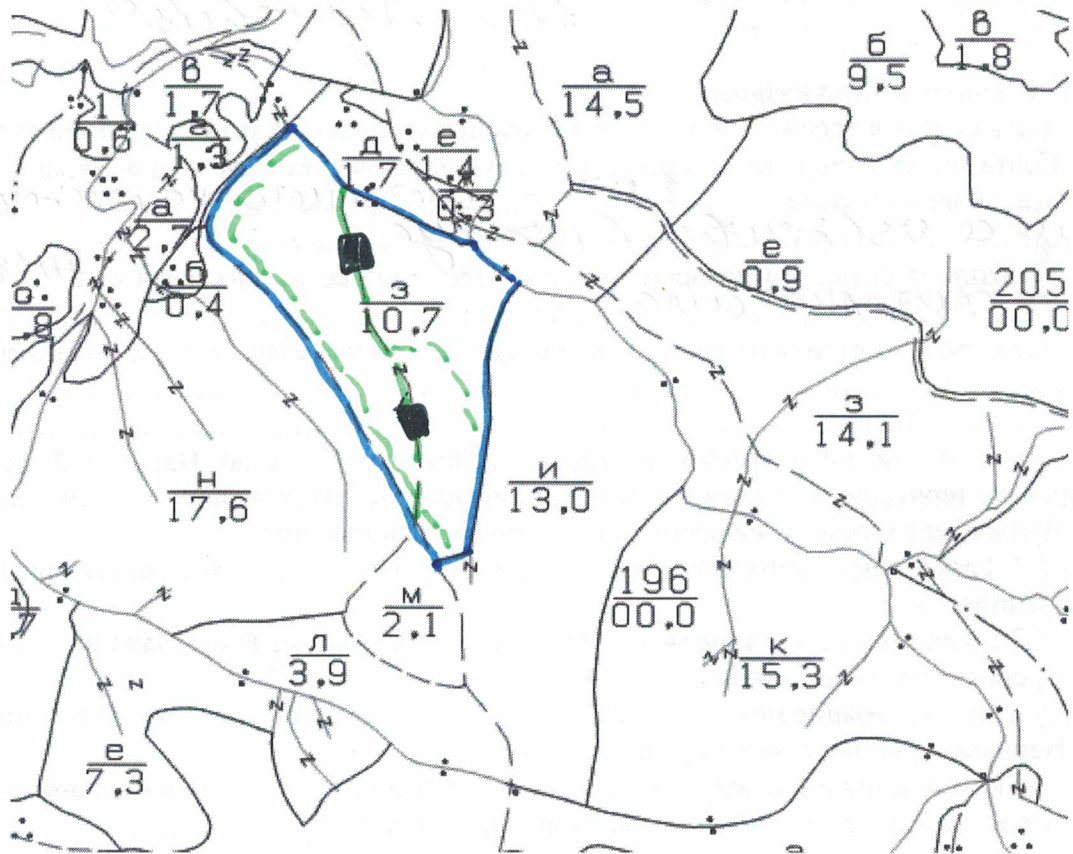 в
1,8
б
9,5
а
14,5
в
1,7
1
0,6
г
1,3
д
1,7
е
1,4
0,3
а
2,7
е
0,9
205
00,0
б
0,4
з
10,7
з
14,1
н
17,6
и
13,0
196
00,0
м
2,1
к
15,3
л
3,9
е
7,3